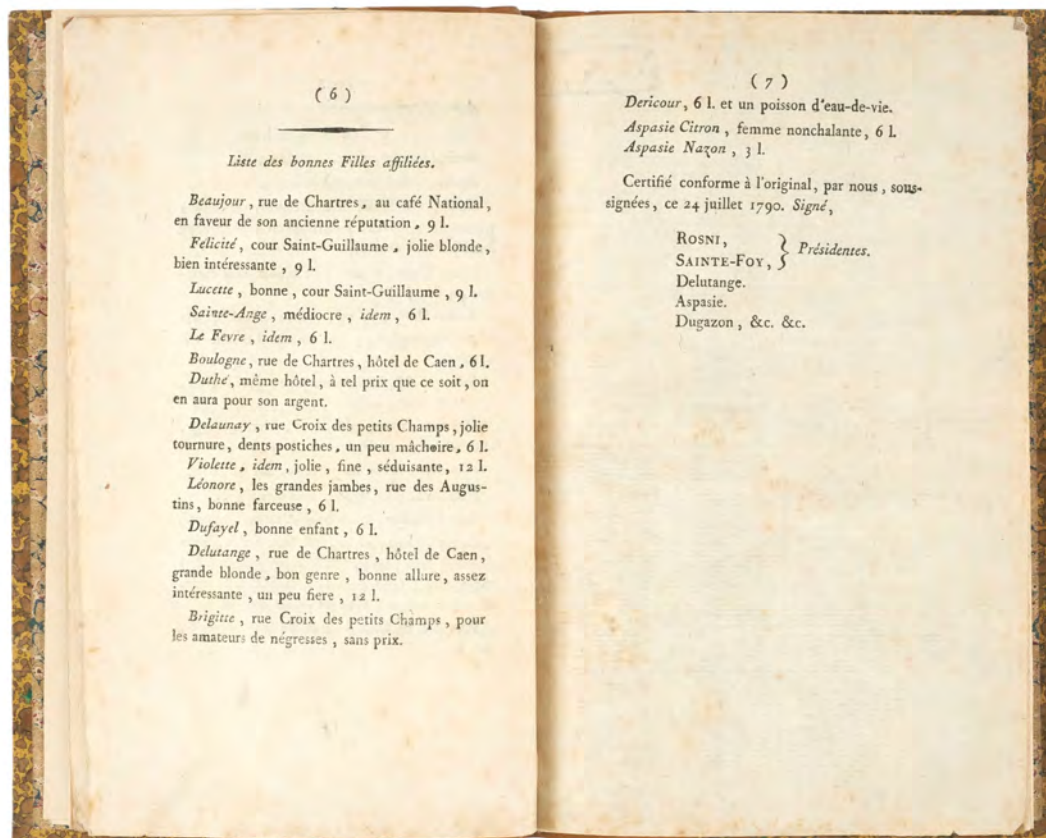 ( 6 )
Liste des bonnes Filles affiliées.
Beaujour, rue de Chartres, au café National,
en faveur de son ancienne réputation, 9 l.
Félicité, cour Saint-Guillaume, jolie blonde,
bien intéressante, 9 l.
Lucette, bonne, cour Saint-Guillaume, 9 l.
Sainte-Ange, médiocre, idem, 6 l.
Le Fevre, idem, 6 l.
Boulogne, rue de Chartres, hôtel de Caen, 6 l.
Duthé, même hôtel, à tel prix que ce soit, on
en aura pour son argent.
Delaunay, rue Croix des petits Champs, jolie
tournure, dents postiches, un peu mâchoire, 6 l.
Violette, idem, jolie, fine, séduisante, 12 l.
Léonore, les grandes jambes, rue des Augus-
tins, bonne farceuse, 6 l.
Dufayel, bonne enfant, 6 l.
Delutange, rue de Chartres, hôtel de Caen,
grande blonde, bon genre, bonne allure, assez
intéressante, un peu fiere, 12 l.
Brigitte, rue Croix des petits Champs, pour
les amateurs de négresses, sans prix.
( 7 )
Dericour, 6 l. et un poisson d'eau-de-vie.
Aspasie Citron, femme nonchalante, 6 l.
Aspasie Nazon, 3 l.
Certifié conforme à l'original, par nous, sous-
signées, ce 24 juillet 1790. Signé,
ROSNI,
SAINTE-FOY, } Présidentes.
Delutange.
Aspasie.
Dugazon, &c. &c.